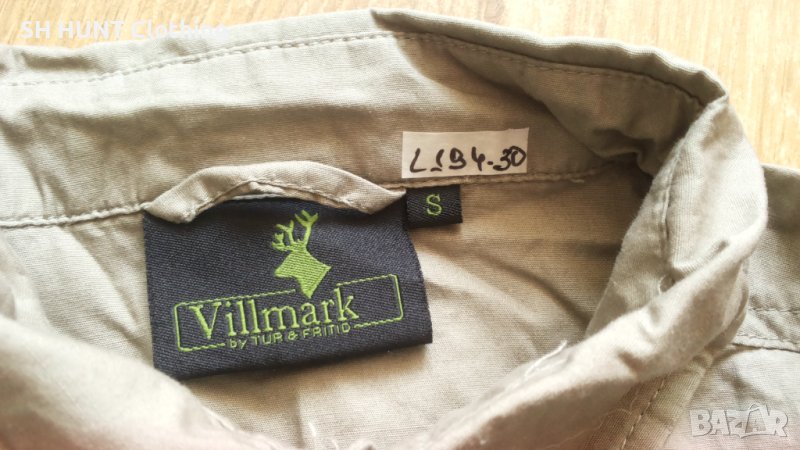 SH HUNT Clothing
L194-30
S
Villmark
by TUR & FRITID
BAZAR